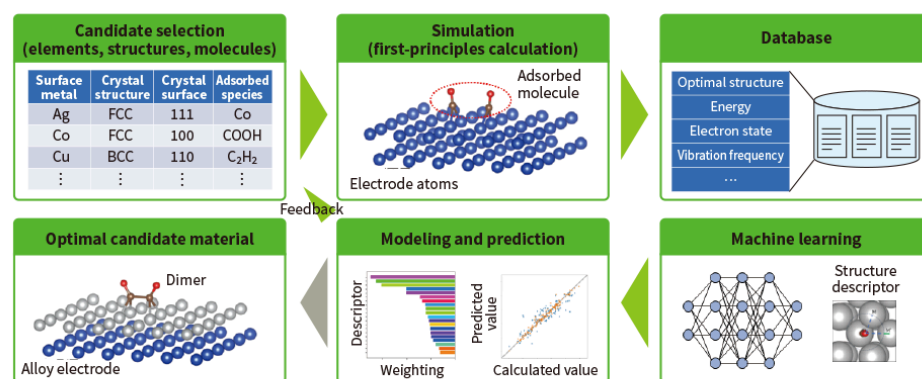 Candidate selection
(elements, structures, molecules)
Surface metal Crystal structure Crystal surface Adsorbed species
Ag FCC 111 Co
Co FCC 100 COOH
Cu BCC 110 C₂H₂
⋮ ⋮ ⋮ ⋮
Simulation
(first-principles calculation)
Adsorbed
molecule
Electrode atoms
Database
Optimal structure
Energy
Electron state
Vibration frequency
...
Feedback
Optimal candidate material
Dimer
Alloy electrode
Modeling and prediction
Descriptor
Weighting
Predicted
value
Calculated value
Machine learning
Structure
descriptor